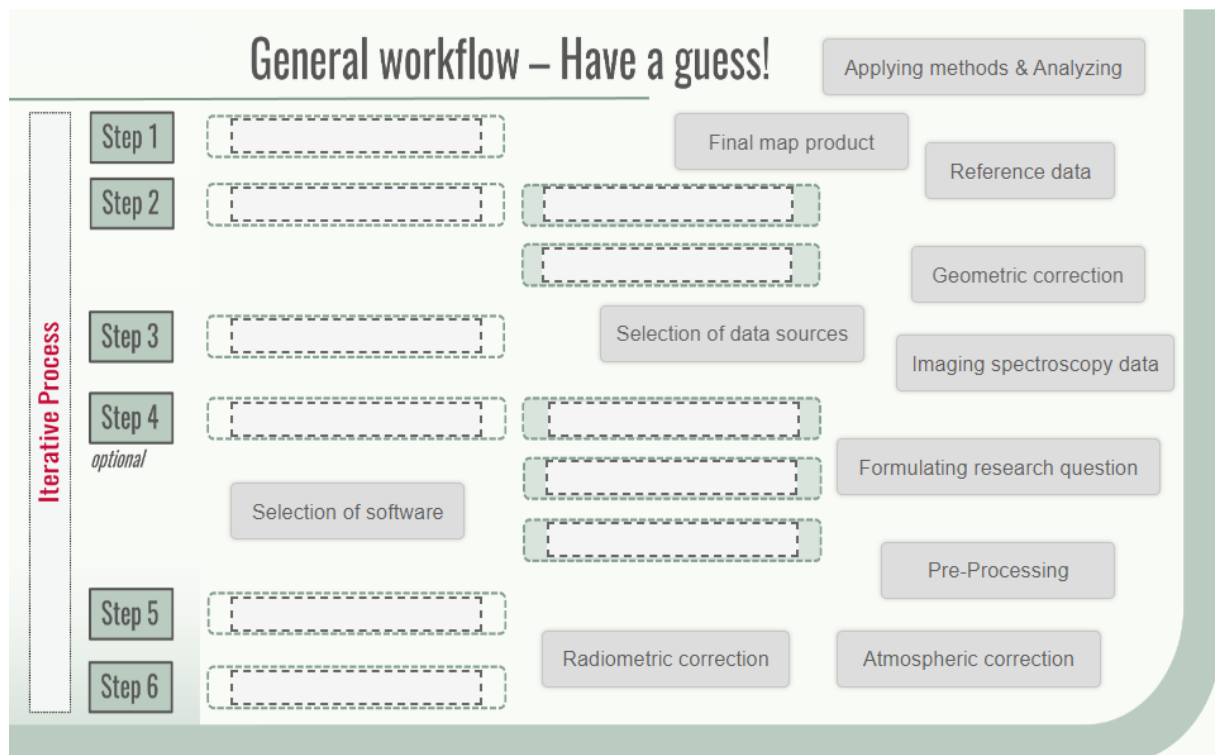 General workflow – Have a guess!
Applying methods & Analyzing
Step 1
Final map product
Reference data
Step 2
Geometric correction
Step 3
Selection of data sources
Imaging spectroscopy data
Iterative Process
Step 4
optional
Formulating research question
Selection of software
Pre-Processing
Step 5
Radiometric correction
Atmospheric correction
Step 6